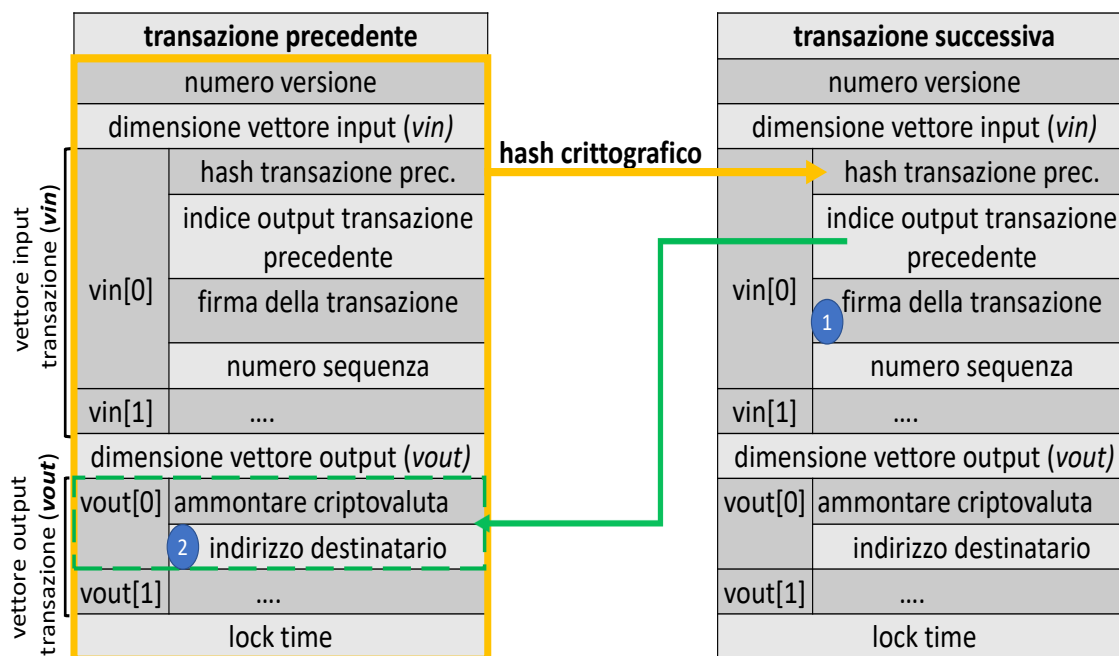 transazione precedente
numero versione
dimensione vettore input (vin)
vettore input
transazione (vin)
vin[0]
hash transazione prec.
indice output transazione
precedente
firma della transazione
numero sequenza
vin[1]
....
dimensione vettore output (vout)
vettore output
transazione (vout)
vout[0]
ammontare criptovaluta
2
indirizzo destinatario
vout[1]
....
lock time
hash crittografico
transazione successiva
numero versione
dimensione vettore input (vin)
vin[0]
hash transazione prec.
indice output transazione
precedente
firma della transazione
1
numero sequenza
vin[1]
....
dimensione vettore output (vout)
vout[0]
ammontare criptovaluta
indirizzo destinatario
vout[1]
....
lock time